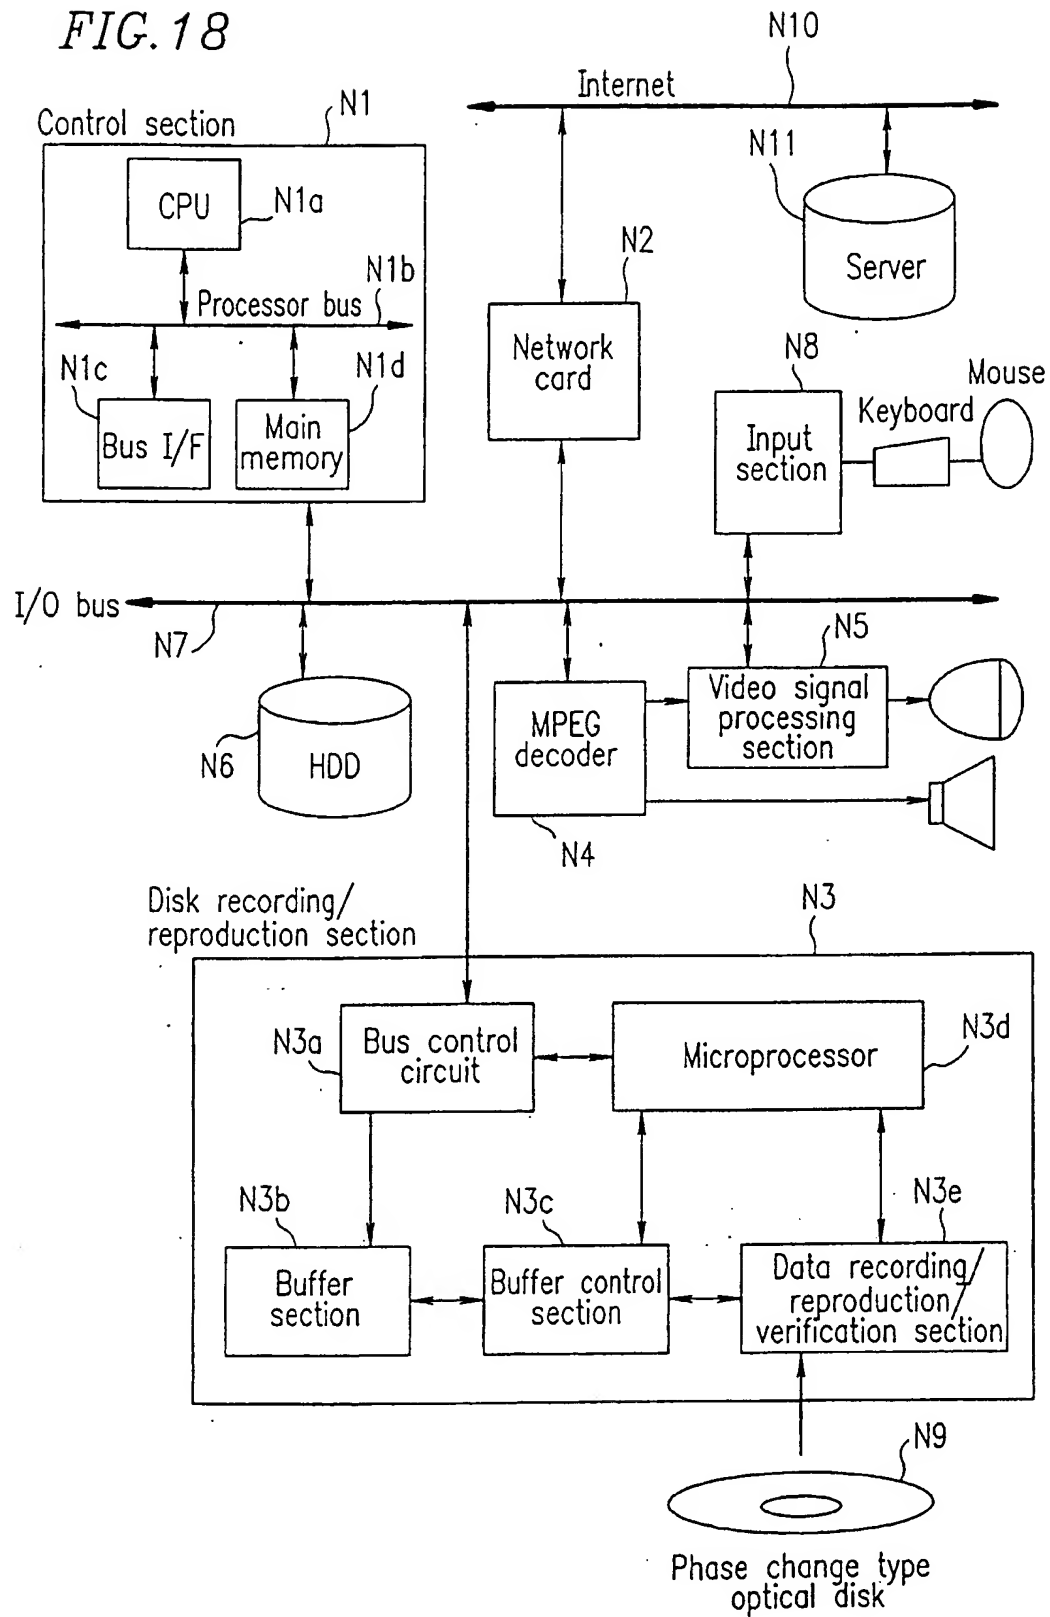 FIG.18
N10
Internet
N1
Control section
N11
CPU
N1a
Server
N2
N1b
Processor bus
Network
card
N8
Mouse
N1c
N1d
Keyboard
Bus I/F
Main
memory
Input
section
I/O bus
N7
N5
Video signal
processing
section
MPEG
decoder
N6
HDD
N4
Disk recording/
reproduction section
N3
N3a
Bus control
circuit
Microprocessor
N3d
N3b
N3c
N3e
Buffer
section
Buffer control
section
Data recording/
reproduction/
verification section
N9
Phase change type
optical disk